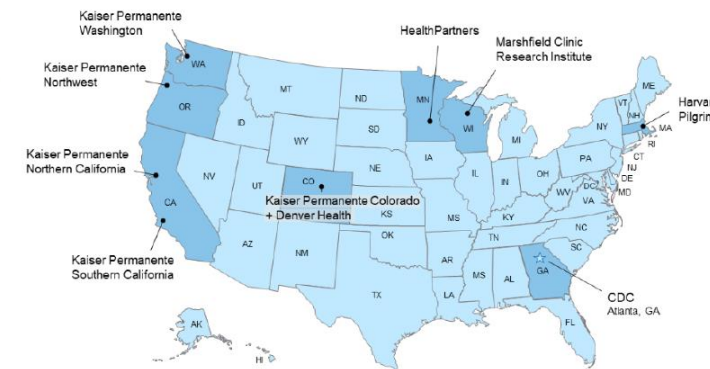 Kaiser Permanente
Washington
HealthPartners
Marshfield Clinic
Research Institute
Kaiser Permanente
Northwest
Harvar
Pilgrim
Kaiser Permanente
Northern California
Kaiser Permanente Colorado
+ Denver Health
Kaiser Permanente
Southern California
CDC
Atlanta, GA
WA
OR
CA
NV
ID
MT
WY
UT
AZ
CO
NM
ND
SD
NE
KS
OK
TX
MN
IA
MS
AR
LA
WI
IL
MI
IN
OH
KY
TN
MS
AL
GA
FL
SC
NC
VA
WV
DC
MD
DE
NJ
PA
NY
CT
RI
MA
VT
NH
ME
AK
HI